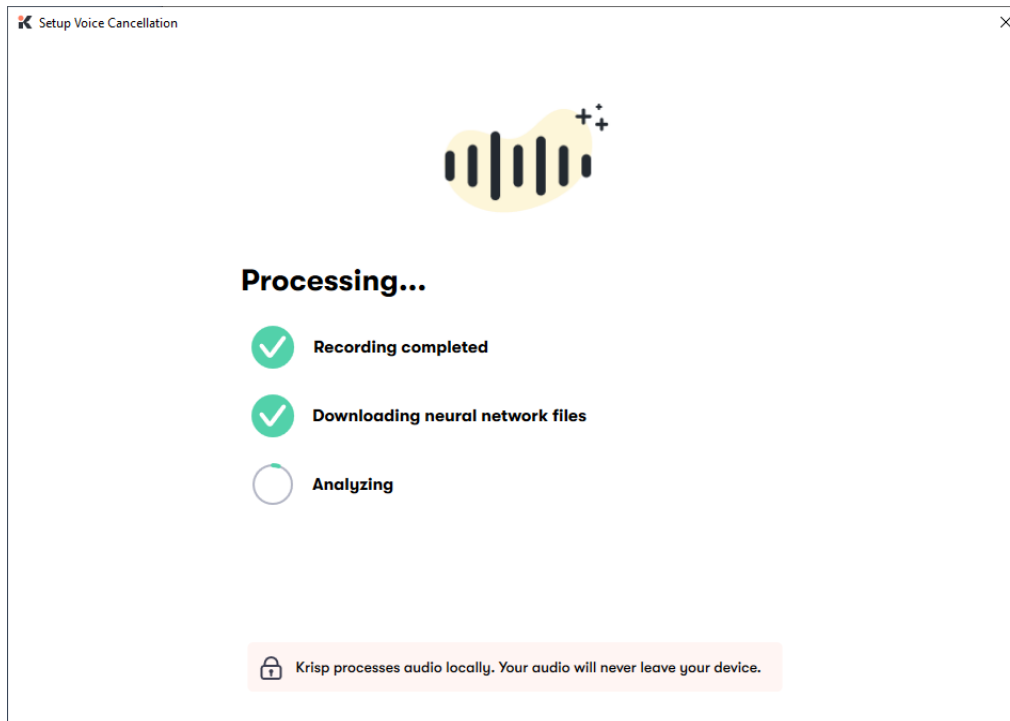 Setup Voice Cancellation
Processing...
Recording completed
Downloading neural network files
Analyzing
Krisp processes audio locally. Your audio will never leave your device.